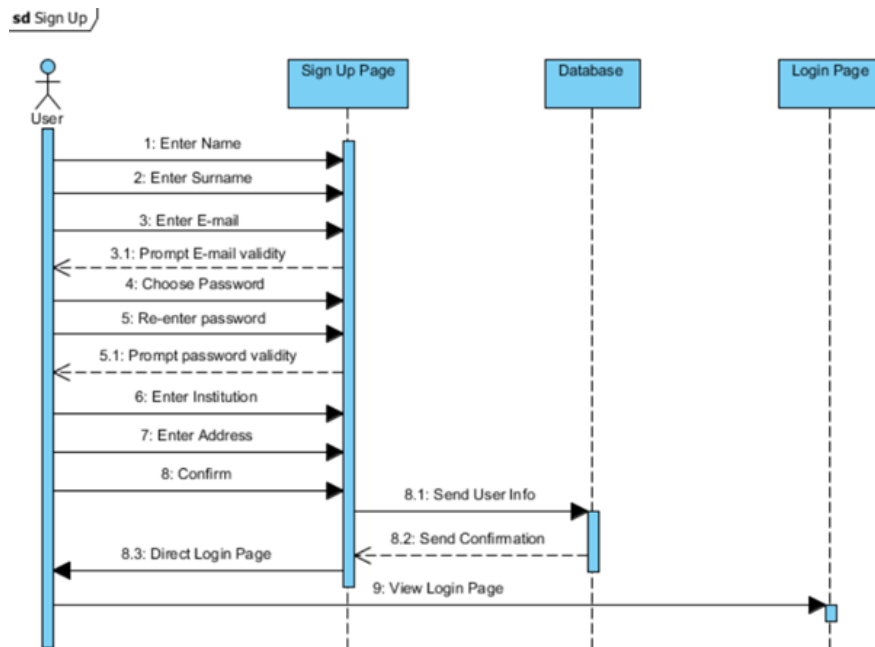 sd Sign Up
Sign Up Page
Database
Login Page
User
1: Enter Name
2: Enter Surname
3: Enter E-mail
3.1: Prompt E-mail validity
4: Choose Password
5: Re-enter password
5.1: Prompt password validity
6: Enter Institution
7: Enter Address
8: Confirm
8.1: Send User Info
8.2: Send Confirmation
8.3: Direct Login Page
9: View Login Page